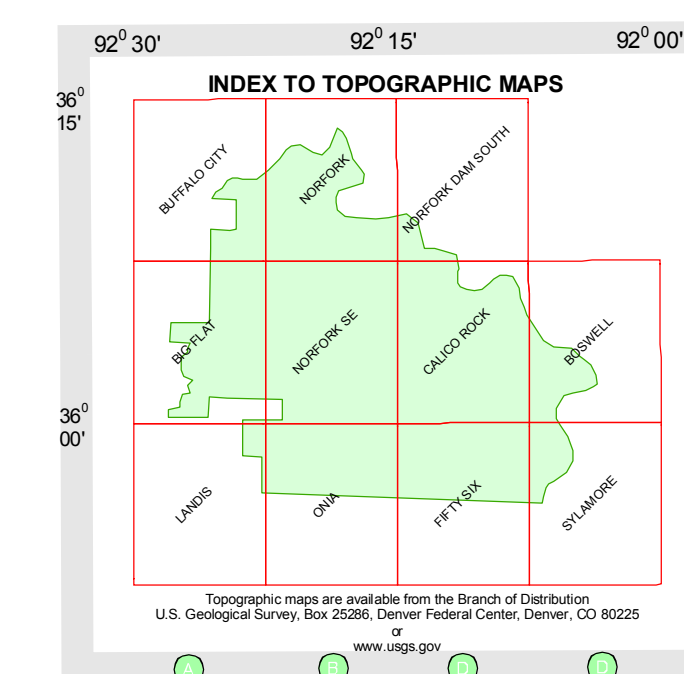 92⁰ 30' 92⁰ 15' 92⁰ 00'
INDEX TO TOPOGRAPHIC MAPS
36⁰
15'
BUFFALO CITY
NORFORK
NORFORK DAM SOUTH
BIG FLAT
NORFORK SE
CALICO ROCK
BOSWELL
36⁰
00'
LANDIS
ONIA
FIFTY SIX
SYLAMORE
Topographic maps are available from the Branch of Distribution
U.S. Geological Survey, Box 25286, Denver Federal Center, Denver, CO 80225
or
www.usgs.gov
A B D D